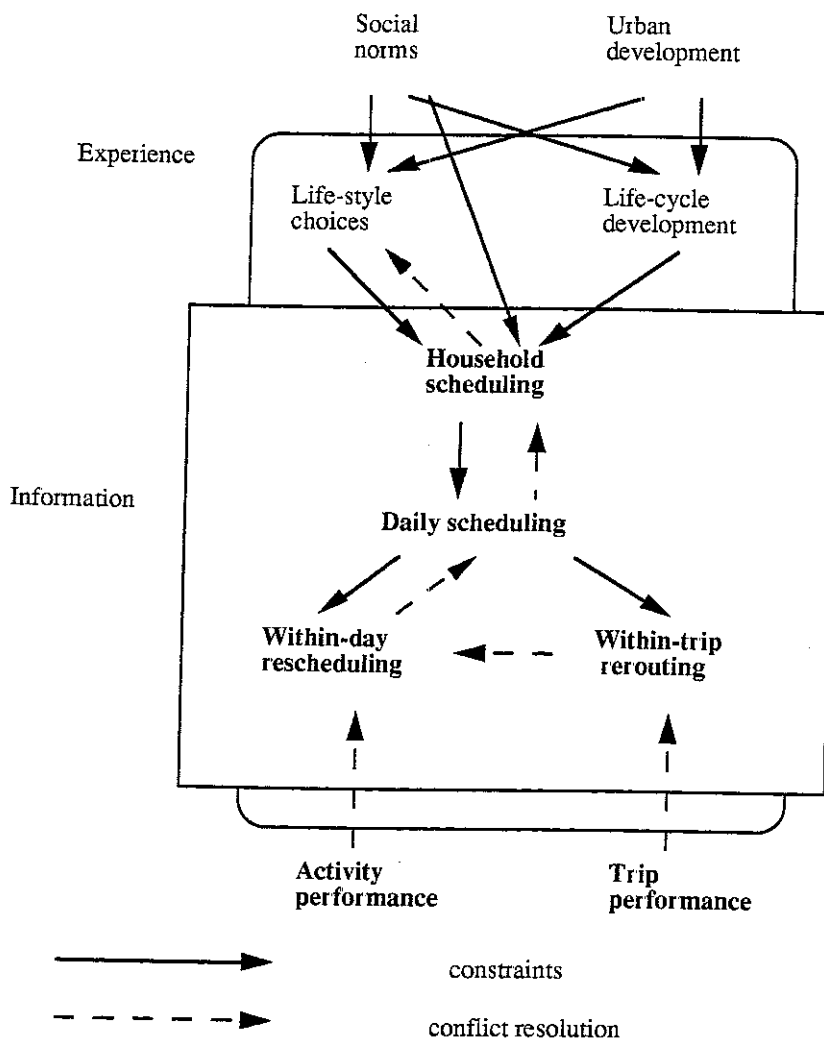 Social
norms
Urban
development
Experience
Life-style
choices
Life-cycle
development
Household
scheduling
Information
Daily scheduling
Within-day
rescheduling
Within-trip
rerouting
Activity
performance
Trip
performance
constraints
conflict resolution